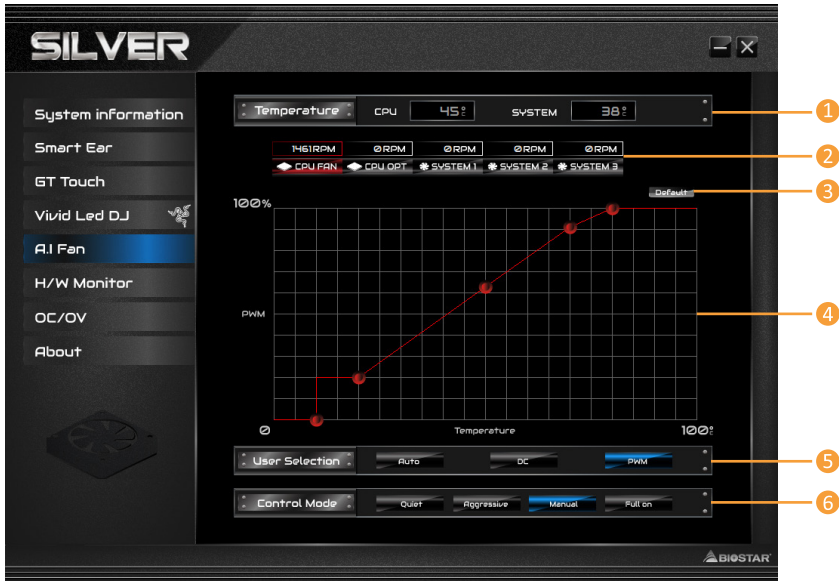 SILVER
System information
Smart Ear
GT Touch
Vivid Led DJ
A.I Fan
H/W Monitor
OC/OV
About
Temperature CPU 45°C SYSTEM 38°C 1
1461RPM 0RPM 0RPM 0RPM 0RPM 2
CPU FAN CPU OPT SYSTEM 1 SYSTEM 2 SYSTEM 3
Default 3
100%
PWM 4
0 Temperature 100°C
User Selection Auto DC PWM 5
Control Mode Quiet Aggressive Manual Full on 6
BIOSTAR